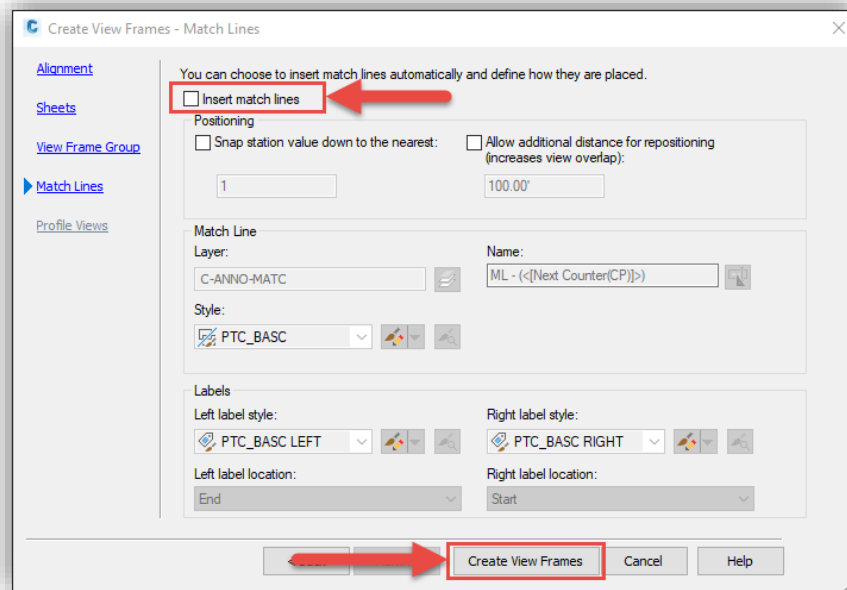 Create View Frames - Match Lines
Alignment
Sheets
View Frame Group
Match Lines
Profile Views
You can choose to insert match lines automatically and define how they are placed.
Insert match lines
Positioning
Snap station value down to the nearest:
1
Allow additional distance for repositioning
(increases view overlap):
100.00'
Match Line
Layer:
C-ANNO-MATC
Name:
ML - (<[Next Counter(CP)]>)
Style:
PTC_BASC
Labels
Left label style:
PTC_BASC LEFT
Right label style:
PTC_BASC RIGHT
Left label location:
End
Right label location:
Start
Create View Frames
Cancel
Help